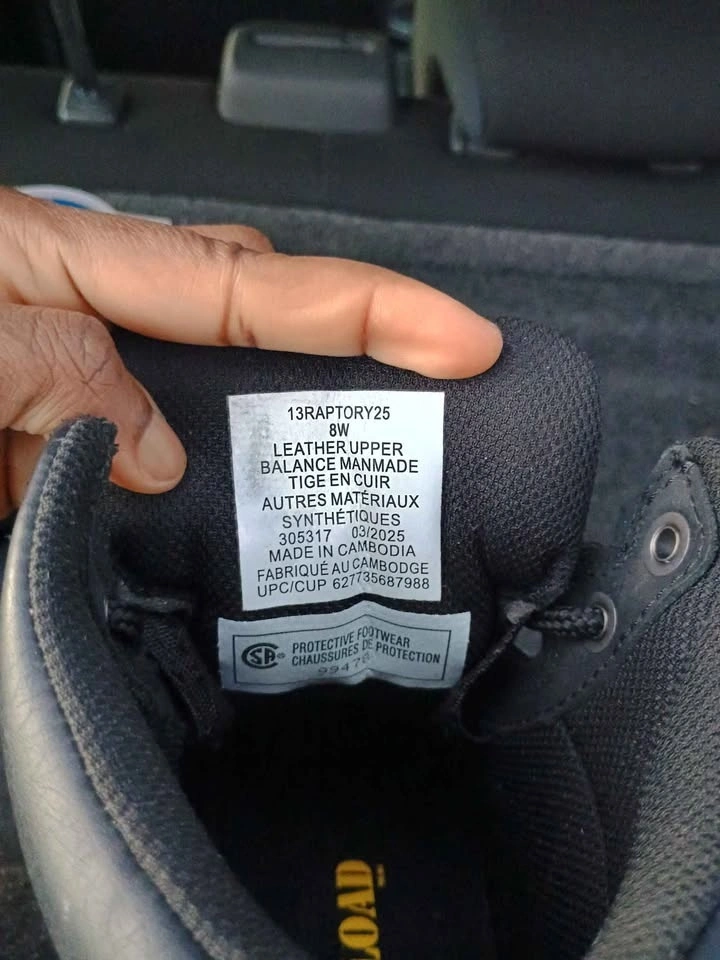 13RAPTORY25
8W
LEATHER UPPER
BALANCE MANMADE
TIGE EN CUIR
AUTRES MATÉRIAUX
SYNTHÉTIQUES
305317 03/2025
MADE IN CAMBODIA
FABRIQUÉ AU CAMBODGE
UPC/CUP 627735687988
CSA® PROTECTIVE FOOTWEAR
CHAUSSURES DE PROTECTION
LOAD